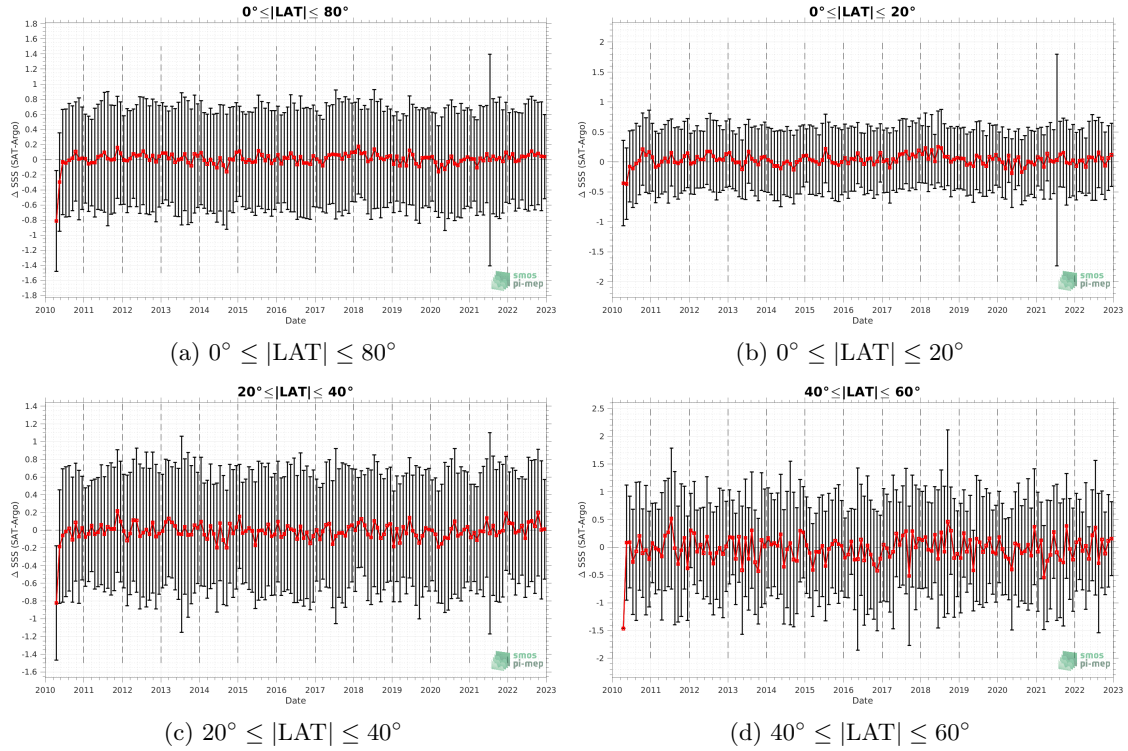 0°≤|LAT|≤ 80°
1.8
1.6
1.4
1.2
1
0.8
0.6
0.4
0.2
0
-0.2
-0.4
-0.6
-0.8
-1
-1.2
-1.4
-1.6
-1.8
Δ SSS (SAT-Argo)
2010 2011 2012 2013 2014 2015 2016 2017 2018 2019 2020 2021 2022 2023
Date
smos
pi-mep
(a) 0° ≤ |LAT| ≤ 80°
0°≤|LAT|≤ 20°
2
1.5
1
0.5
0
-0.5
-1
-1.5
-2
Δ SSS (SAT-Argo)
2010 2011 2012 2013 2014 2015 2016 2017 2018 2019 2020 2021 2022 2023
Date
smos
pi-mep
(b) 0° ≤ |LAT| ≤ 20°
20°≤|LAT|≤ 40°
1.4
1.2
1
0.8
0.6
0.4
0.2
0
-0.2
-0.4
-0.6
-0.8
-1
-1.2
-1.4
-1.6
Δ SSS (SAT-Argo)
2010 2011 2012 2013 2014 2015 2016 2017 2018 2019 2020 2021 2022 2023
Date
smos
pi-mep
(c) 20° ≤ |LAT| ≤ 40°
40°≤|LAT|≤ 60°
2.5
2
1.5
1
0.5
0
-0.5
-1
-1.5
-2
Δ SSS (SAT-Argo)
2010 2011 2012 2013 2014 2015 2016 2017 2018 2019 2020 2021 2022 2023
Date
smos
pi-mep
(d) 40° ≤ |LAT| ≤ 60°